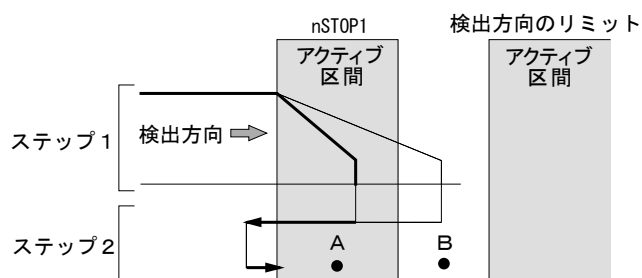 nSTOP1
検出方向のリミット
アクティブ
区間
アクティブ
区間
ステップ1
検出方向
ステップ2
A
B